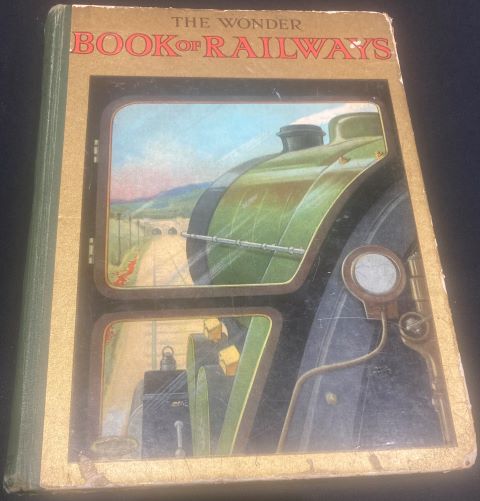 THE WONDER
BOOK OF RAILWAYS